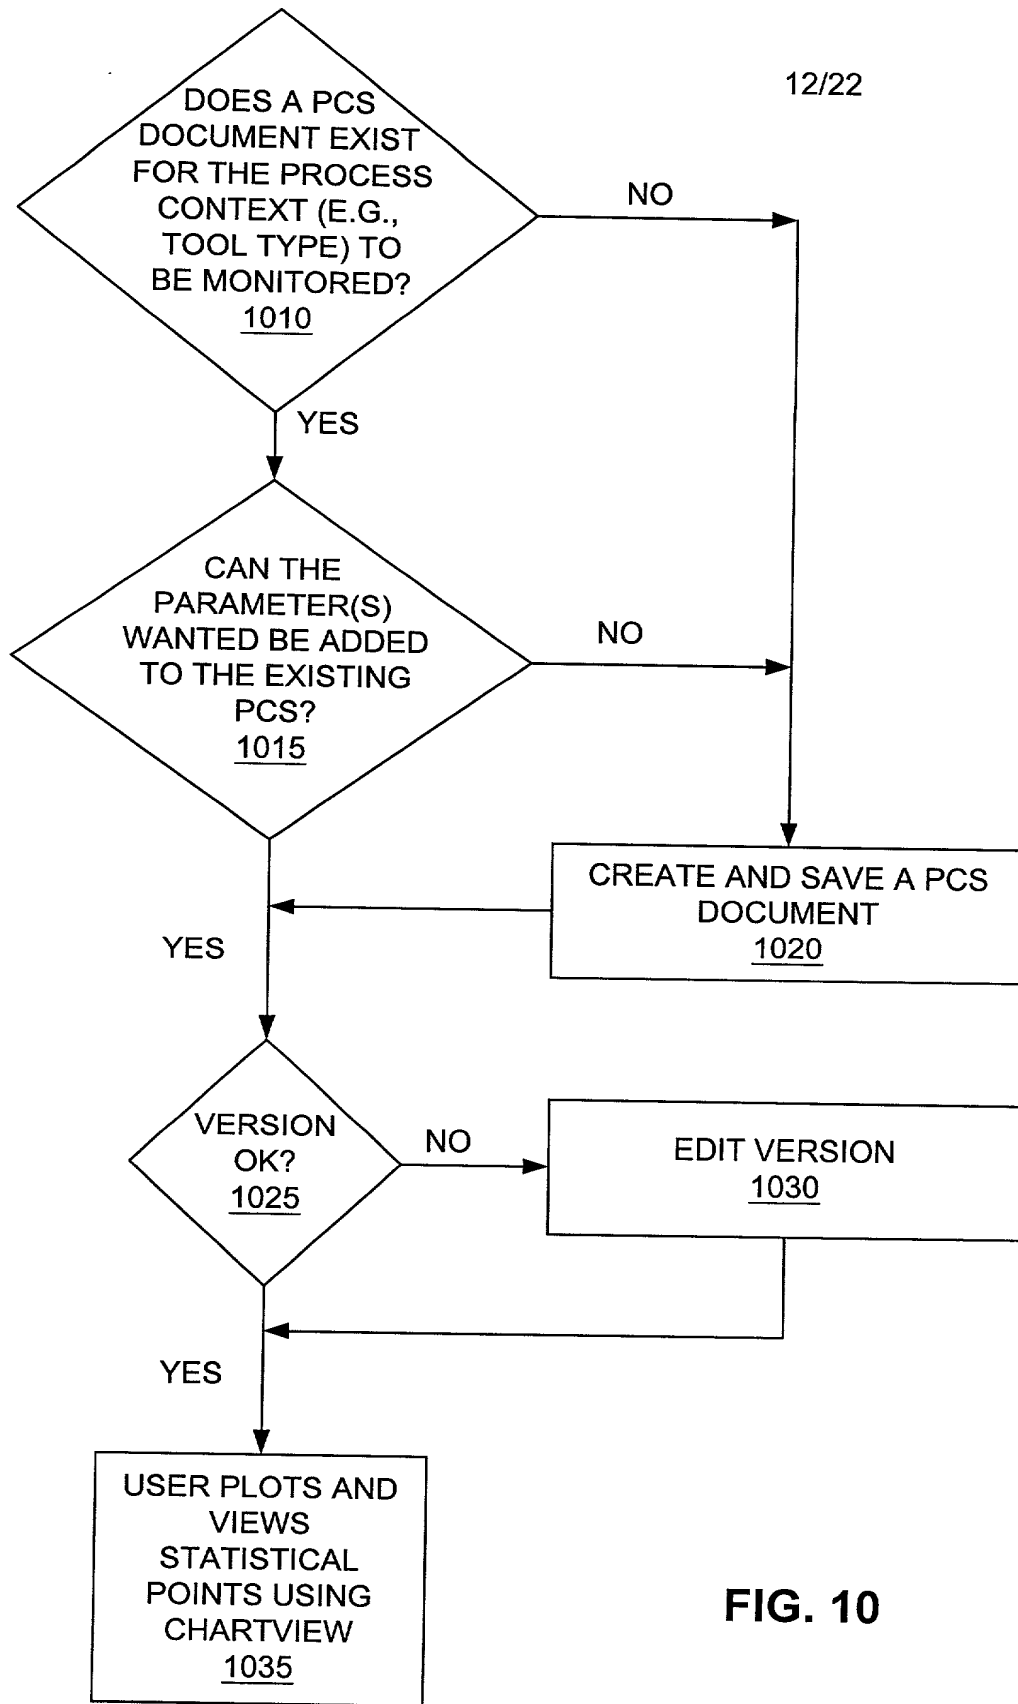 12/22
DOES A PCS
DOCUMENT EXIST
FOR THE PROCESS
CONTEXT (E.G.,
TOOL TYPE) TO
BE MONITORED?
1010
NO
YES
CAN THE
PARAMETER(S)
WANTED BE ADDED
TO THE EXISTING
PCS?
1015
NO
CREATE AND SAVE A PCS
DOCUMENT
1020
YES
VERSION
OK?
1025
NO
EDIT VERSION
1030
YES
USER PLOTS AND
VIEWS
STATISTICAL
POINTS USING
CHARTVIEW
1035
FIG. 10